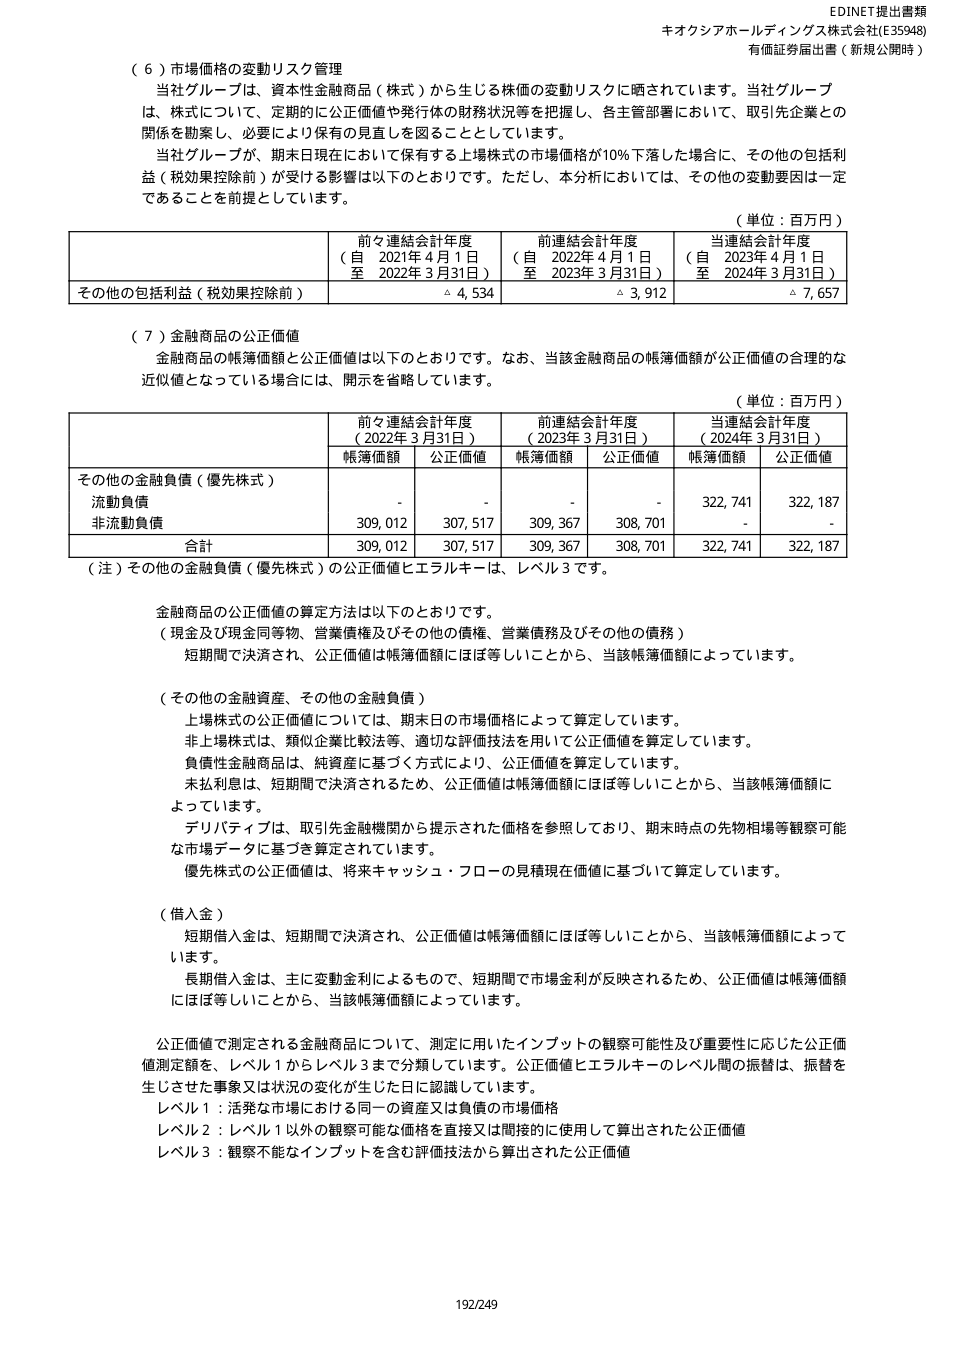 EDINET提出書類
キオクシアホールディングス株式会社(E35948)
有価証券届出書（新規公開時）
（６）市場価格の変動リスク管理
当社グループは、資本性金融商品（株式）から生じる株価の変動リスクに晒されています。当社グループ
は、株式について、定期的に公正価値や発行体の財務状況等を把握し、各主管部署において、取引先企業との
関係を勘案し、必要により保有の見直しを図ることとしています。
当社グループが、期末日現在において保有する上場株式の市場価格が10％下落した場合に、その他の包括利
益（税効果控除前）が受ける影響は以下のとおりです。ただし、本分析においては、その他の変動要因は一定
であることを前提としています。
（単位：百万円）
前々連結会計年度 前連結会計年度 当連結会計年度
（自　2021年４月１日 （自　2022年４月１日 （自　2023年４月１日
至　2022年３月31日） 至　2023年３月31日） 至　2024年３月31日）
その他の包括利益（税効果控除前） △4,534 △3,912 △7,657
（７）金融商品の公正価値
金融商品の帳簿価額と公正価値は以下のとおりです。なお、当該金融商品の帳簿価額が公正価値の合理的な
近似値となっている場合には、開示を省略しています。
（単位：百万円）
前々連結会計年度 前連結会計年度 当連結会計年度
（2022年３月31日） （2023年３月31日） （2024年３月31日）
帳簿価額 公正価値 帳簿価額 公正価値 帳簿価額 公正価値
その他の金融負債（優先株式）
流動負債 - - - - 322,741 322,187
非流動負債 309,012 307,517 309,367 308,701 - -
合計 309,012 307,517 309,367 308,701 322,741 322,187
（注）その他の金融負債（優先株式）の公正価値ヒエラルキーは、レベル３です。
金融商品の公正価値の算定方法は以下のとおりです。
（現金及び現金同等物、営業債権及びその他の債権、営業債務及びその他の債務）
短期間で決済され、公正価値は帳簿価額にほぼ等しいことから、当該帳簿価額によっています。
（その他の金融資産、その他の金融負債）
上場株式の公正価値については、期末日の市場価格によって算定しています。
非上場株式は、類似企業比較法等、適切な評価技法を用いて公正価値を算定しています。
負債性金融商品は、純資産に基づく方式により、公正価値を算定しています。
未払利息は、短期間で決済されるため、公正価値は帳簿価額にほぼ等しいことから、当該帳簿価額に
よっています。
デリバティブは、取引先金融機関から提示された価格を参照しており、期末時点の先物相場等観察可能
な市場データに基づき算定されています。
優先株式の公正価値は、将来キャッシュ・フローの見積現在価値に基づいて算定しています。
（借入金）
短期借入金は、短期間で決済され、公正価値は帳簿価額にほぼ等しいことから、当該帳簿価額によって
います。
長期借入金は、主に変動金利によるもので、短期間で市場金利が反映されるため、公正価値は帳簿価額
にほぼ等しいことから、当該帳簿価額によっています。
公正価値で測定される金融商品について、測定に用いたインプットの観察可能性及び重要性に応じた公正価
値測定額を、レベル１からレベル３まで分類しています。公正価値ヒエラルキーのレベル間の振替は、振替を
生じさせた事象又は状況の変化が生じた日に認識しています。
レベル１：活発な市場における同一の資産又は負債の市場価格
レベル２：レベル１以外の観察可能な価格を直接又は間接的に使用して算出された公正価値
レベル３：観察不能なインプットを含む評価技法から算出された公正価値
192/249